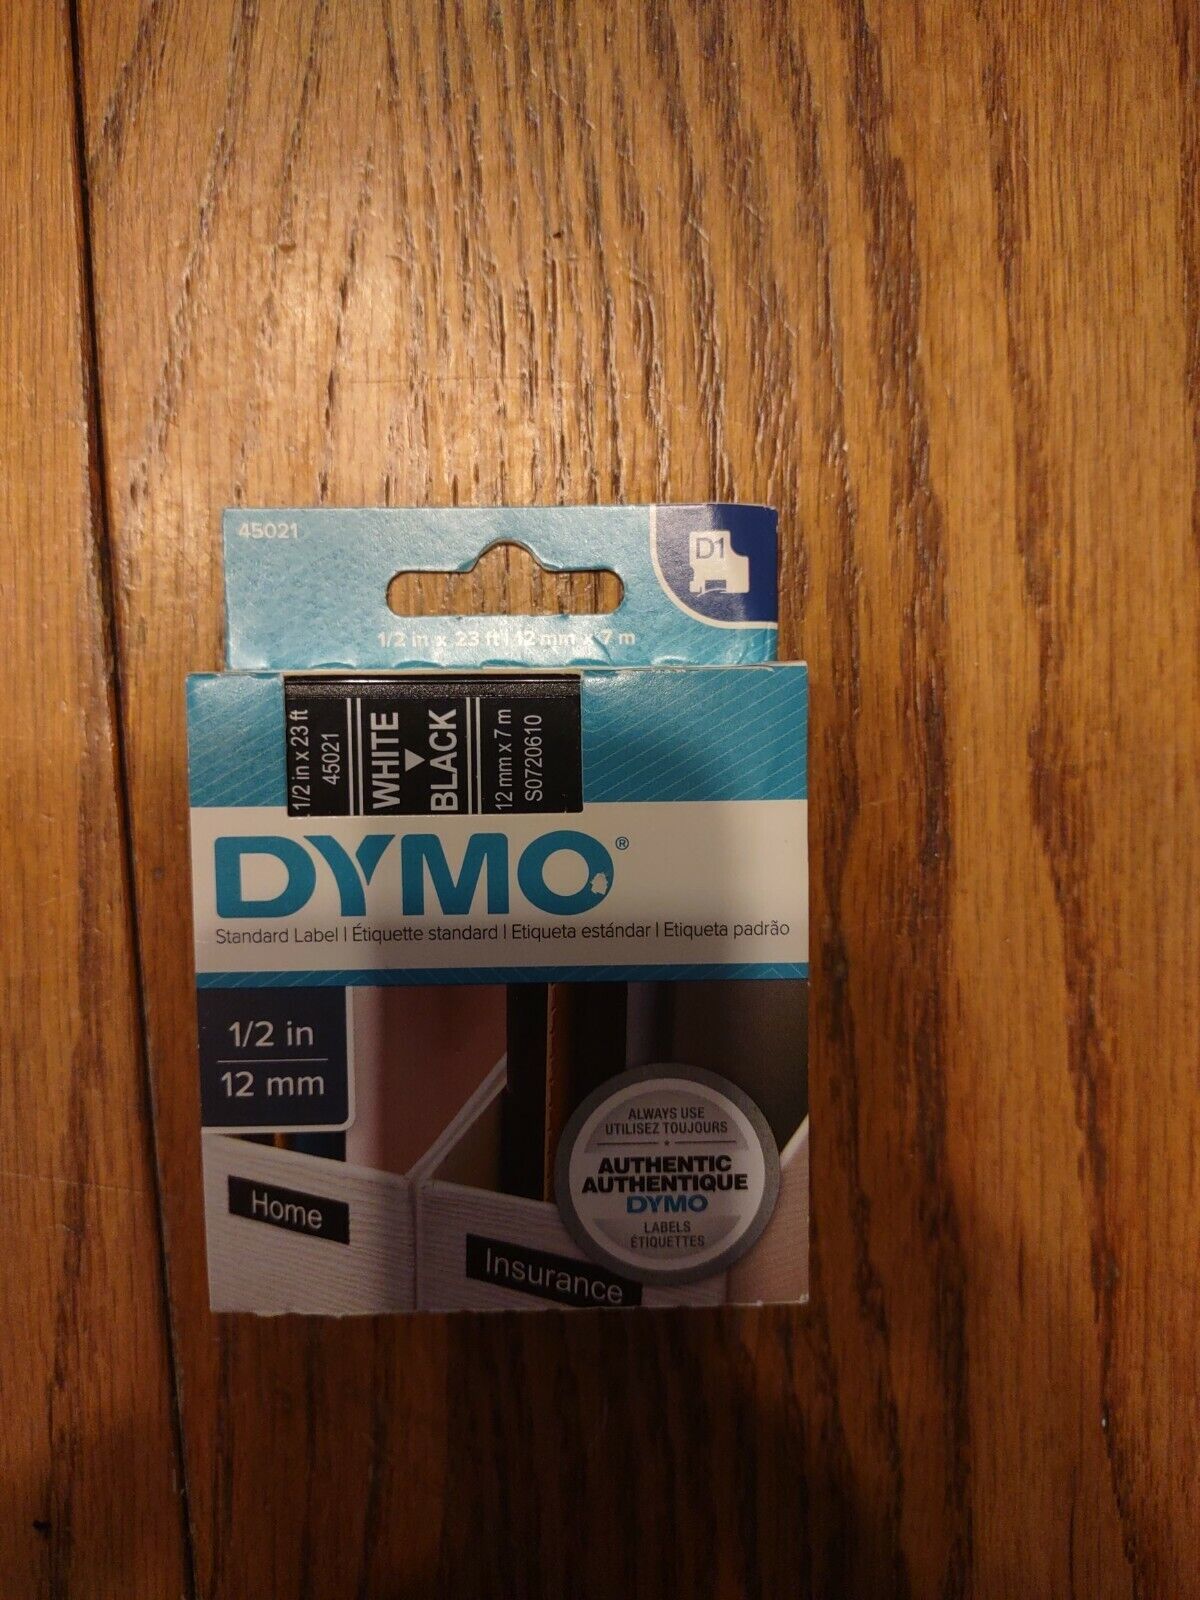 45021
D1
1/2 in x 23 ft | 12 mm x 7 m
1/2 in x 23 ft
45021
WHITE
BLACK
12 mm x 7 m
S0720610
DYMO®
Standard Label | Étiquette standard | Etiqueta estándar | Etiqueta padrão
1/2 in
12 mm
ALWAYS USE
UTILISEZ TOUJOURS
AUTHENTIC
AUTHENTIQUE
DYMO
LABELS
ÉTIQUETTES
Home
Insurance